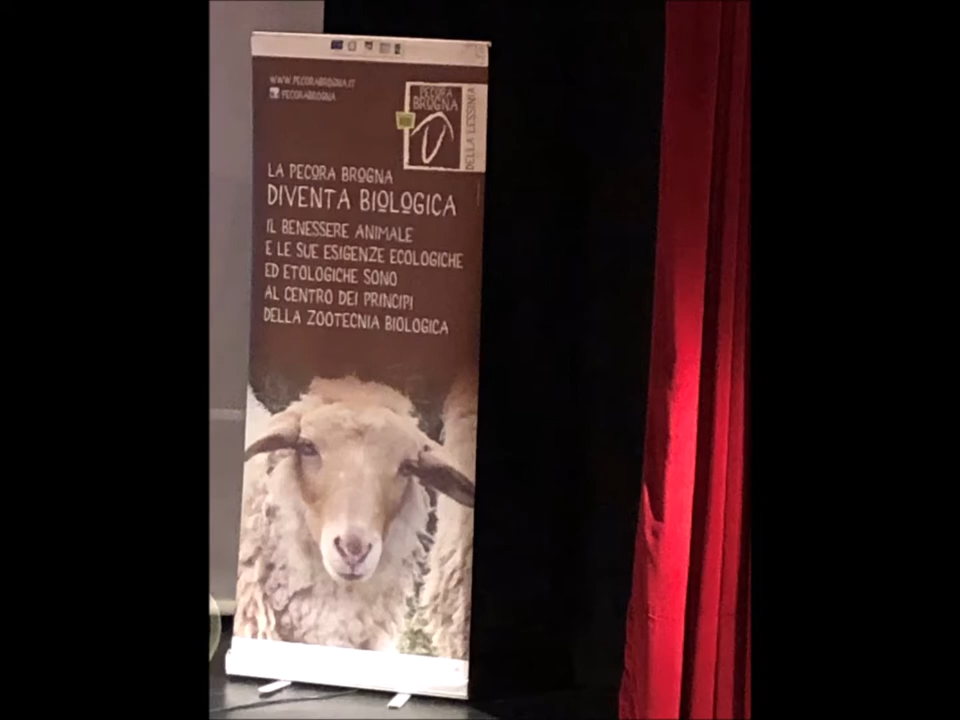 WWW.PECORABROGNA.IT
PECORABROGNA
PECORA
BROGNA
DELLA LESSINIA
LA PECORA BROGNA
DIVENTA BIOLOGICA
IL BENESSERE ANIMALE
E LE SUE ESIGENZE ECOLOGICHE
ED ETOLOGICHE SONO
AL CENTRO DEI PRINCIPI
DELLA ZOOTECNIA BIOLOGICA